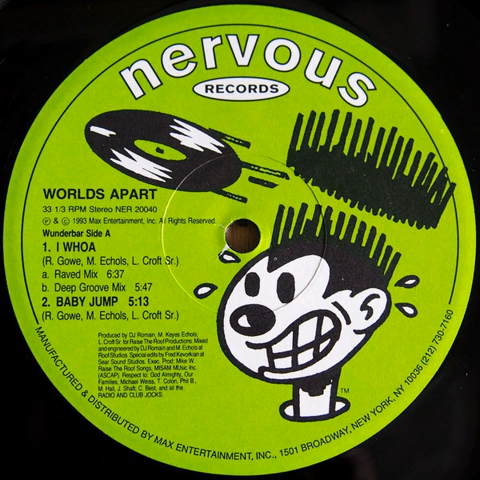 nervous
RECORDS
WORLDS APART
33 1/3 RPM Stereo NER 20040
℗ & © 1993 Max Entertainment, Inc. All Rights Reserved.
Wunderbar Side A
1. I WHOA
(R. Gowe, M. Echols, L. Croft Sr.)
a. Raved Mix 6:37
b. Deep Groove Mix 5:47
2. BABY JUMP 5:13
(R. Gowe, M. Echols, L. Croft Sr.)
Produced by DJ Romain, M. Keyes Echols,
L. Croft Sr. for Raise The Roof Productions. Mixed
and engineered by DJ Romain and M. Echols at
Roof Studios. Special edits by Fred Kevorkian at
Sear Sound Studios. Exec. Prod: Mike W.
Raise The Roof Songs, MISAM Music Inc.
(ASCAP). Respect to: God Almighty, Our
Families, Michael Weiss, T. Colon, Phil B.,
M. Hall, J. Shaft, C. Best, and all the
RADIO AND CLUB JOCKS.
TM
MANUFACTURED & DISTRIBUTED BY MAX ENTERTAINMENT, INC., 1501 BROADWAY, NEW YORK, NY 10036 (212) 730-7160